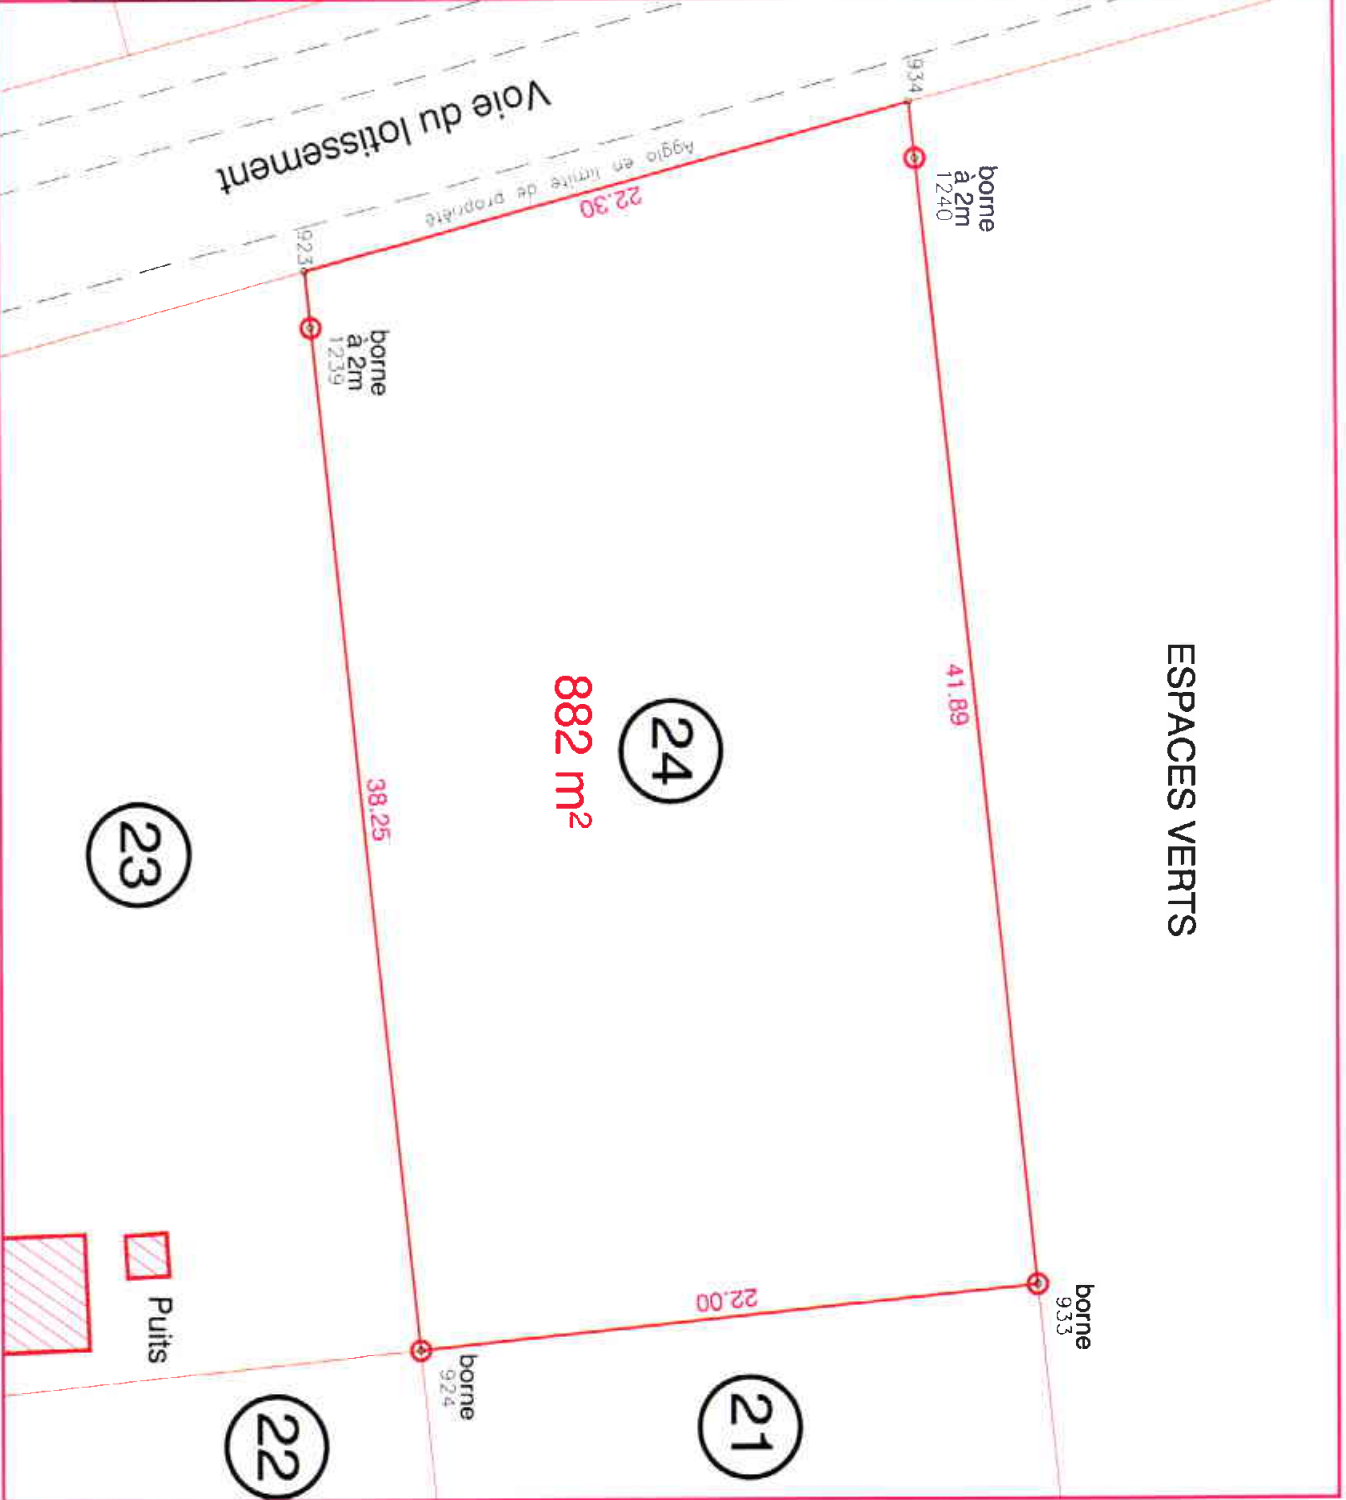 Voie du lotissement
Agglo en limite de propriété
22.30
934
borne
à 2m
1240
923
borne
à 2m
1239
ESPACES VERTS
41.89
24
882 m²
38.25
23
22.00
borne
933
borne
924
Puits
21
22